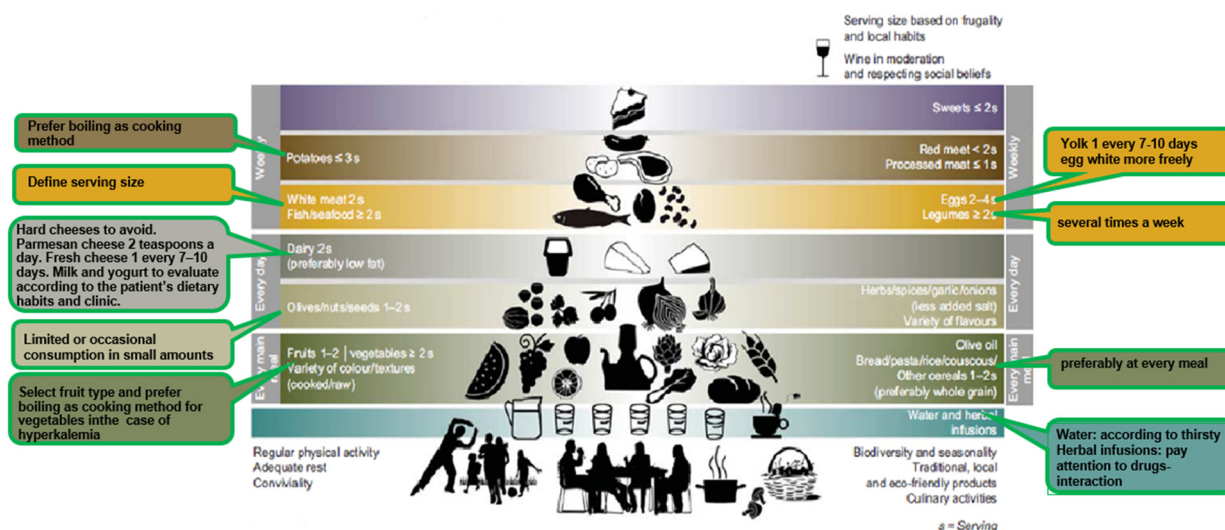 Serving size based on frugality
and local habits
Wine in moderation
and respecting social beliefs
Weekly
Sweets ≤ 2s
Weekly
Prefer boiling as cooking
method
Potatoes ≤ 3s
Red meet < 2s
Processed meat ≤ 1s
Yolk 1 every 7-10 days
egg white more freely
Define serving size
White meat 2s
Fish/seafood ≥ 2s
Eggs 2–4s
Legumes ≥ 2s
several times a week
Hard cheeses to avoid.
Parmesan cheese 2 teaspoons a
day. Fresh cheese 1 every 7–10
days. Milk and yogurt to evaluate
according to the patient's dietary
habits and clinic.
Every day
Dairy 2s
(preferably low fat)
Every day
Limited or occasional
consumption in small amounts
Olives/nuts/seeds 1–2s
Herbs/spices/garlic/onions
(less added salt)
Variety of flavours
Select fruit type and prefer
boiling as cooking method for
vegetables inthe case of
hyperkalemia
Every main
Fruits 1–2 | vegetables ≥ 2s
Variety of colour/textures
(cooked/raw)
Olive oil
Bread/pasta/rice/couscous/
Other cereals 1–2s
(preferably whole grain)
Every main
preferably at every meal
Water and herbal
infusions
Water: according to thirsty
Herbal infusions: pay
attention to drugs-
interaction
Regular physical activity
Adequate rest
Conviviality
Biodiversity and seasonality
Traditional, local
and eco-friendly products
Culinary activities
s = Serving